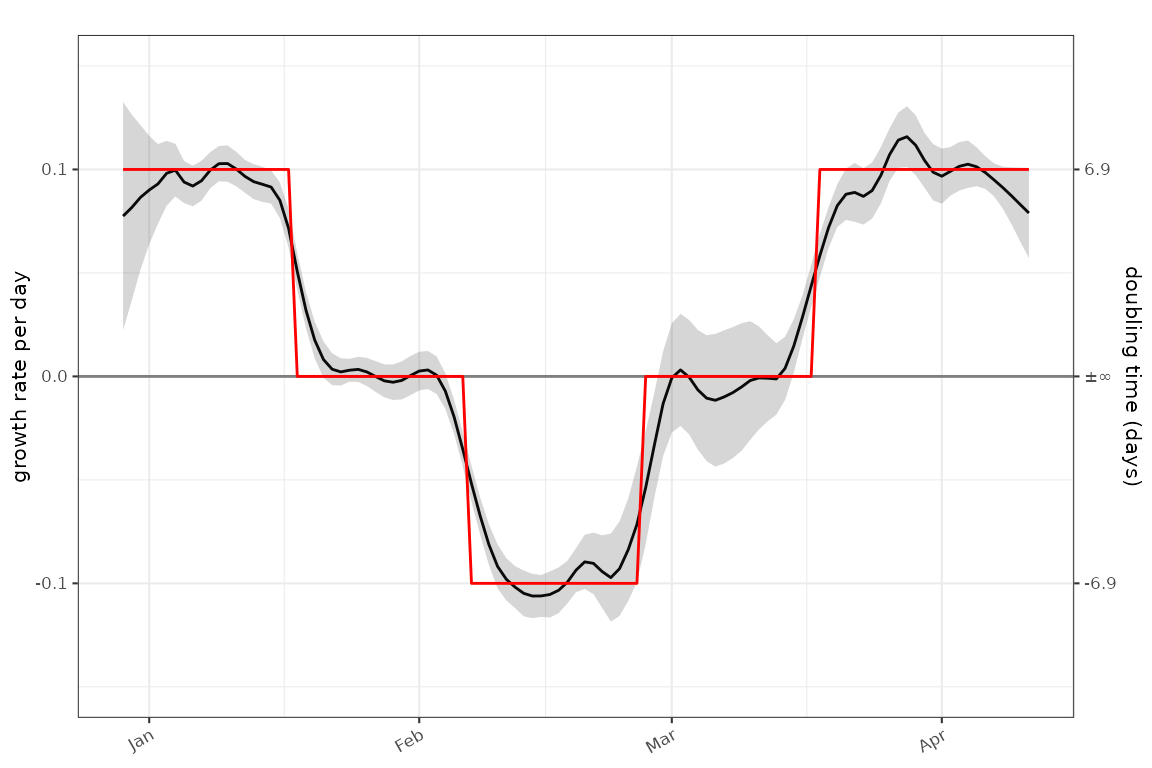 growth rate per day
0.1
0.0
-0.1
6.9
±∞
-6.9
doubling time (days)
Jan
Feb
Mar
Apr